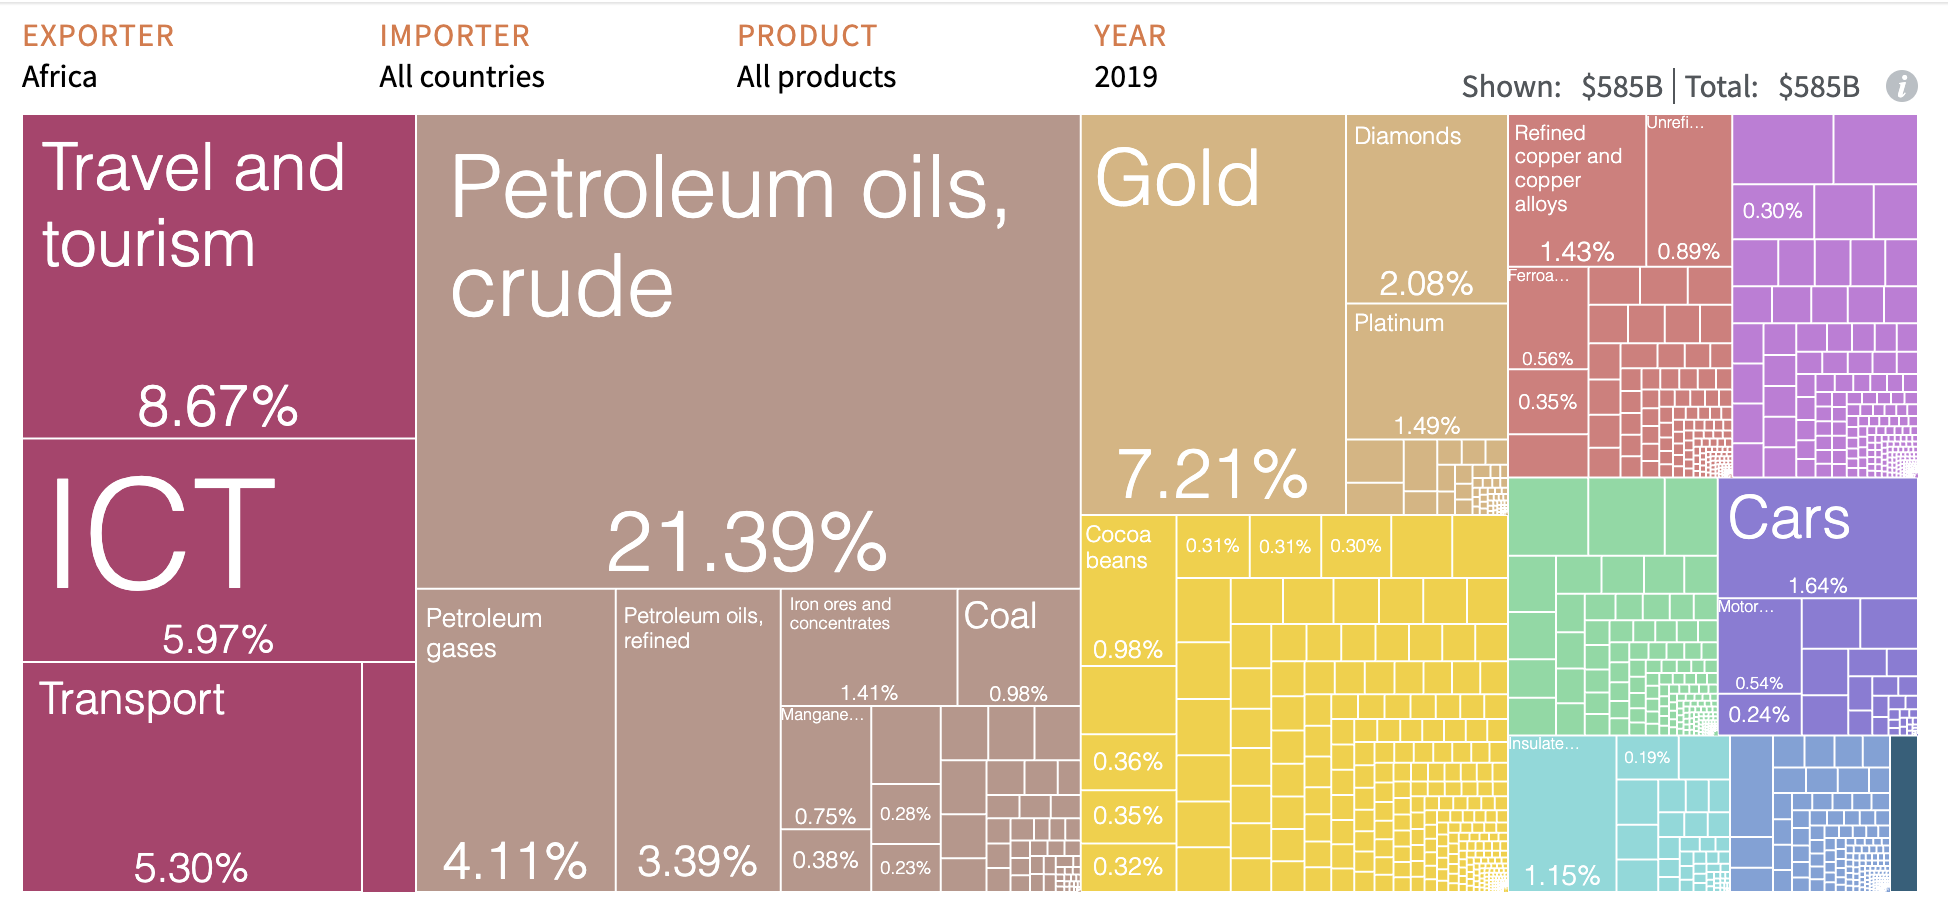 EXPORTER
Africa
IMPORTER
All countries
PRODUCT
All products
YEAR
2019
Shown: $585B | Total: $585B
i
Travel and
tourism
8.67%
ICT
5.97%
Transport
5.30%
Petroleum oils,
crude
21.39%
Petroleum
gases
4.11%
Petroleum oils,
refined
3.39%
Iron ores and
concentrates
1.41%
Coal
0.98%
Mangane...
0.75%
0.38%
0.28%
0.23%
Gold
7.21%
Diamonds
2.08%
Platinum
1.49%
Cocoa
beans
0.98%
0.31%
0.31%
0.30%
0.36%
0.35%
0.32%
Refined
copper and
copper
alloys
1.43%
Unrefi...
0.89%
Ferroa...
0.56%
0.35%
0.30%
Cars
1.64%
Motor...
0.54%
0.24%
Insulate...
1.15%
0.19%